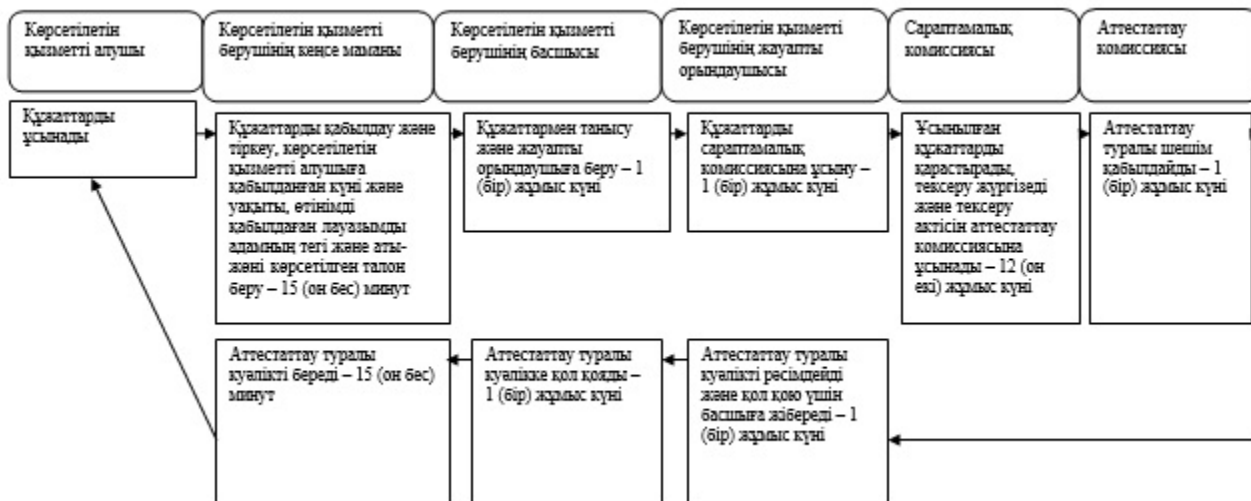 Көрсетілетін
қызметті алушы
Көрсетілетін қызметті
берушінің кеңсе маманы
Көрсетілетін қызметті
берушінің басшысы
Көрсетілетін қызметті
берушінің жауапты
орындаушысы
Сараптамалық
комиссиясы
Аттестаттау
комиссиясы
Құжаттарды
ұсынады
Құжаттарды қабылдау және
тіркеу, көрсетілетін
қызметті алушыға
қабылданған күні және
уақыты, өтінімді
қабылдаған лауазымды
адамның тегі және аты-
жөні көрсетілген талон
беру – 15 (он бес) минут
Құжаттармен танысу
және жауапты
орындаушыға беру – 1
(бір) жұмыс күні
Құжаттарды
сараптамалық
комиссиясына ұсыну –
1 (бір) жұмыс күні
Ұсынылған
құжаттарды
қарастырады,
тексеру жүргізеді
және тексеру
актісін аттестаттау
комиссиясына
ұсынады – 12 (он
екі) жұмыс күні
Аттестаттау
туралы шешім
қабылдайды – 1
(бір) жұмыс күні
Аттестаттау туралы
куәлікті береді – 15 (он бес)
минут
Аттестаттау туралы
куәлікке қол қояды –
1 (бір) жұмыс күні
Аттестаттау туралы
куәлікті рәсімдейді
және қол қою үшін
басшыға жібереді – 1
(бір) жұмыс күні